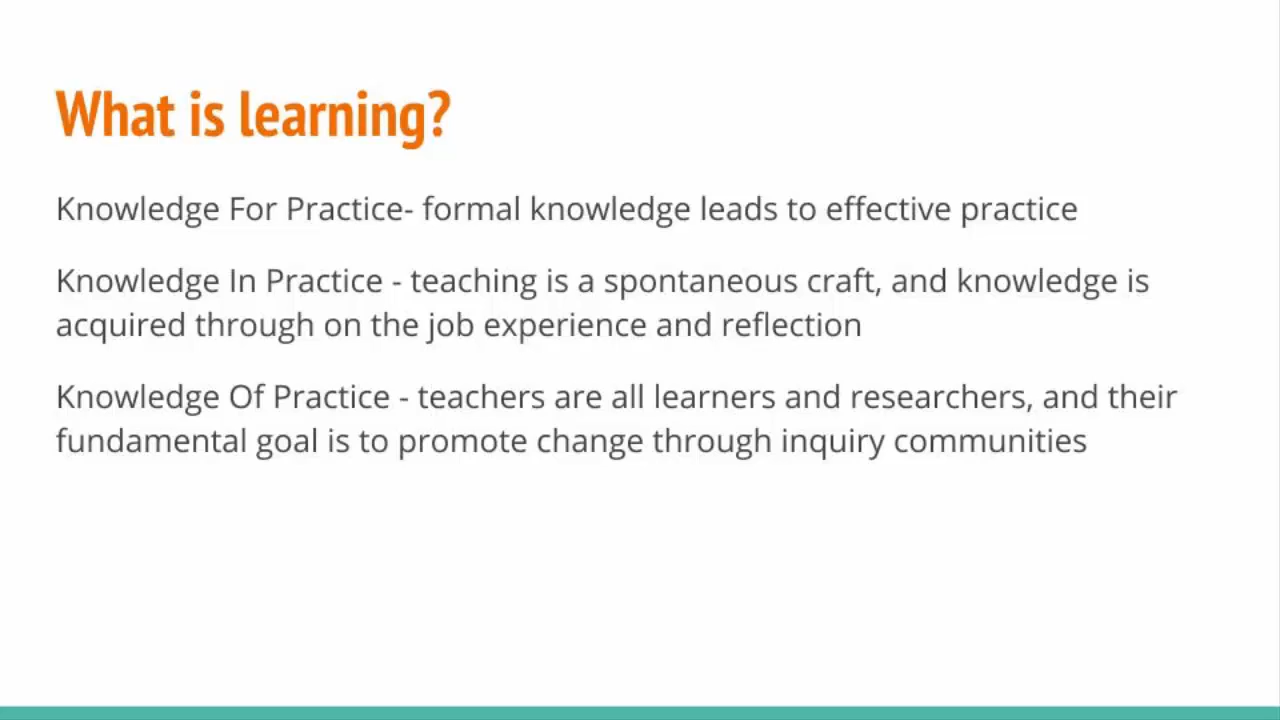 What is learning?
Knowledge For Practice- formal knowledge leads to effective practice
Knowledge In Practice - teaching is a spontaneous craft, and knowledge is
acquired through on the job experience and reflection
Knowledge Of Practice - teachers are all learners and researchers, and their
fundamental goal is to promote change through inquiry communities